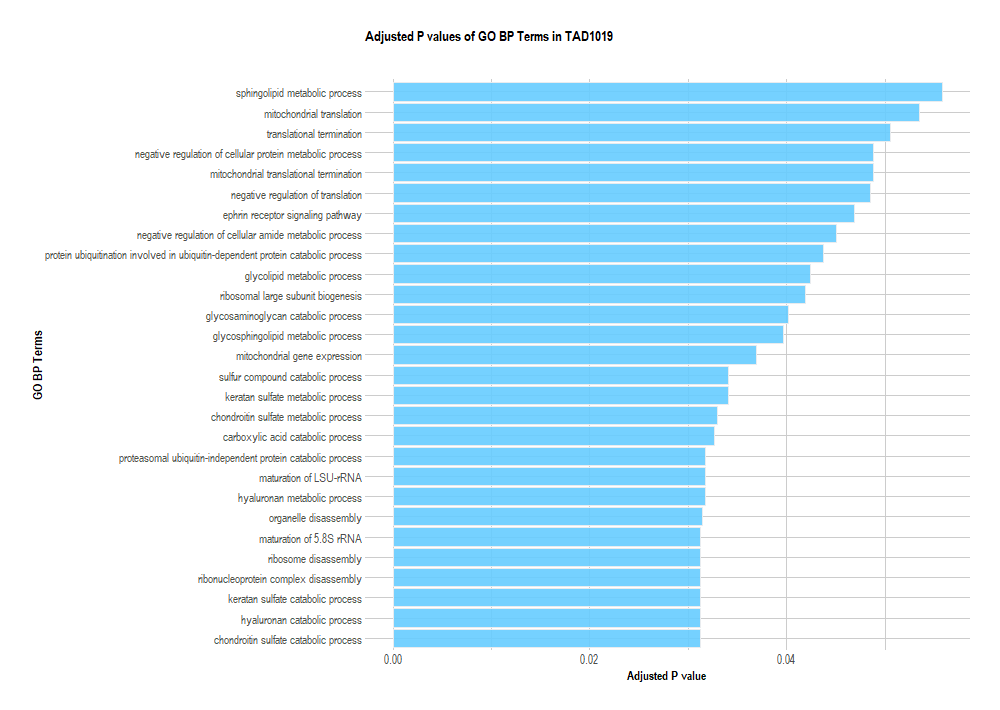 Adjusted P values of GO BP Terms in TAD1019
sphingolipid metabolic process
mitochondrial translation
translational termination
negative regulation of cellular protein metabolic process
mitochondrial translational termination
negative regulation of translation
ephrin receptor signaling pathway
negative regulation of cellular amide metabolic process
protein ubiquitination involved in ubiquitin-dependent protein catabolic process
glycolipid metabolic process
ribosomal large subunit biogenesis
glycosaminoglycan catabolic process
glycosphingolipid metabolic process
mitochondrial gene expression
sulfur compound catabolic process
keratan sulfate metabolic process
chondroitin sulfate metabolic process
carboxylic acid catabolic process
proteasomal ubiquitin-independent protein catabolic process
maturation of LSU-rRNA
hyaluronan metabolic process
organelle disassembly
maturation of 5.8S rRNA
ribosome disassembly
ribonucleoprotein complex disassembly
keratan sulfate catabolic process
hyaluronan catabolic process
chondroitin sulfate catabolic process
GO BP Terms
0.00 0.02 0.04
Adjusted P value